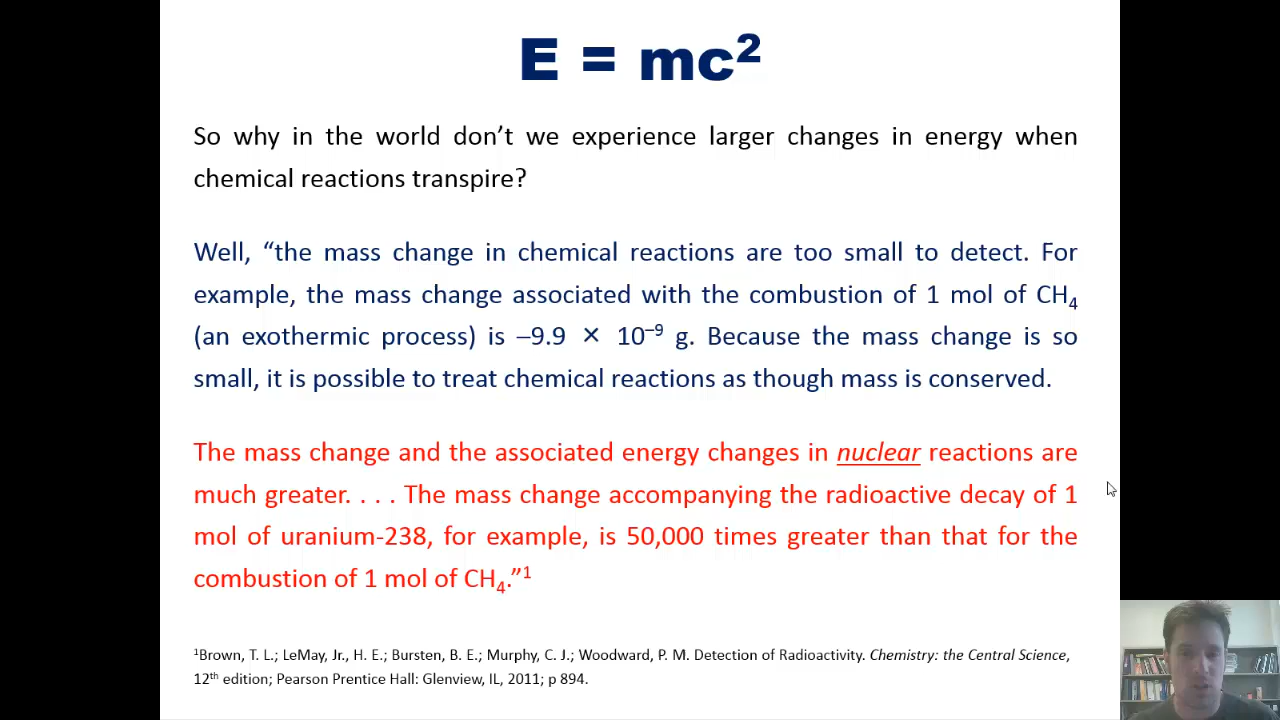 E = mc²
So why in the world don’t we experience larger changes in energy when
chemical reactions transpire?
Well, “the mass change in chemical reactions are too small to detect. For
example, the mass change associated with the combustion of 1 mol of CH₄
(an exothermic process) is –9.9 × 10⁻⁹ g. Because the mass change is so
small, it is possible to treat chemical reactions as though mass is conserved.
The mass change and the associated energy changes in nuclear reactions are
much greater. . . . The mass change accompanying the radioactive decay of 1
mol of uranium-238, for example, is 50,000 times greater than that for the
combustion of 1 mol of CH₄.”¹
¹Brown, T. L.; LeMay, Jr., H. E.; Bursten, B. E.; Murphy, C. J.; Woodward, P. M. Detection of Radioactivity. Chemistry: the Central Science,
12th edition; Pearson Prentice Hall: Glenview, IL, 2011; p 894.